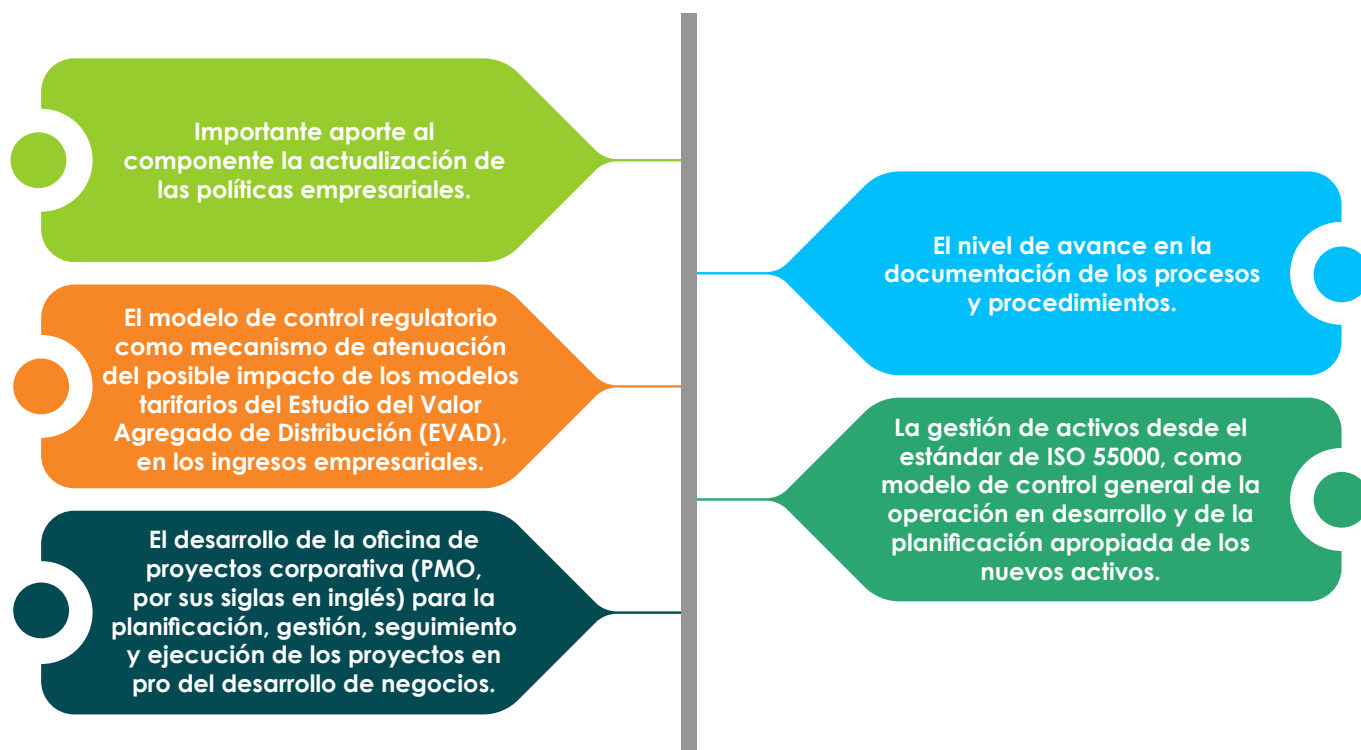 Importante aporte al
componente la actualización de
las políticas empresariales.
El nivel de avance en la
documentación de los procesos
y procedimientos.
El modelo de control regulatorio
como mecanismo de atenuación
del posible impacto de los modelos
tarifarios del Estudio del Valor
Agregado de Distribución (EVAD),
en los ingresos empresariales.
La gestión de activos desde el
estándar de ISO 55000, como
modelo de control general de la
operación en desarrollo y de la
planificación apropiada de los
nuevos activos.
El desarrollo de la oficina de
proyectos corporativa (PMO,
por sus siglas en inglés) para la
planificación, gestión, seguimiento
y ejecución de los proyectos en
pro del desarrollo de negocios.